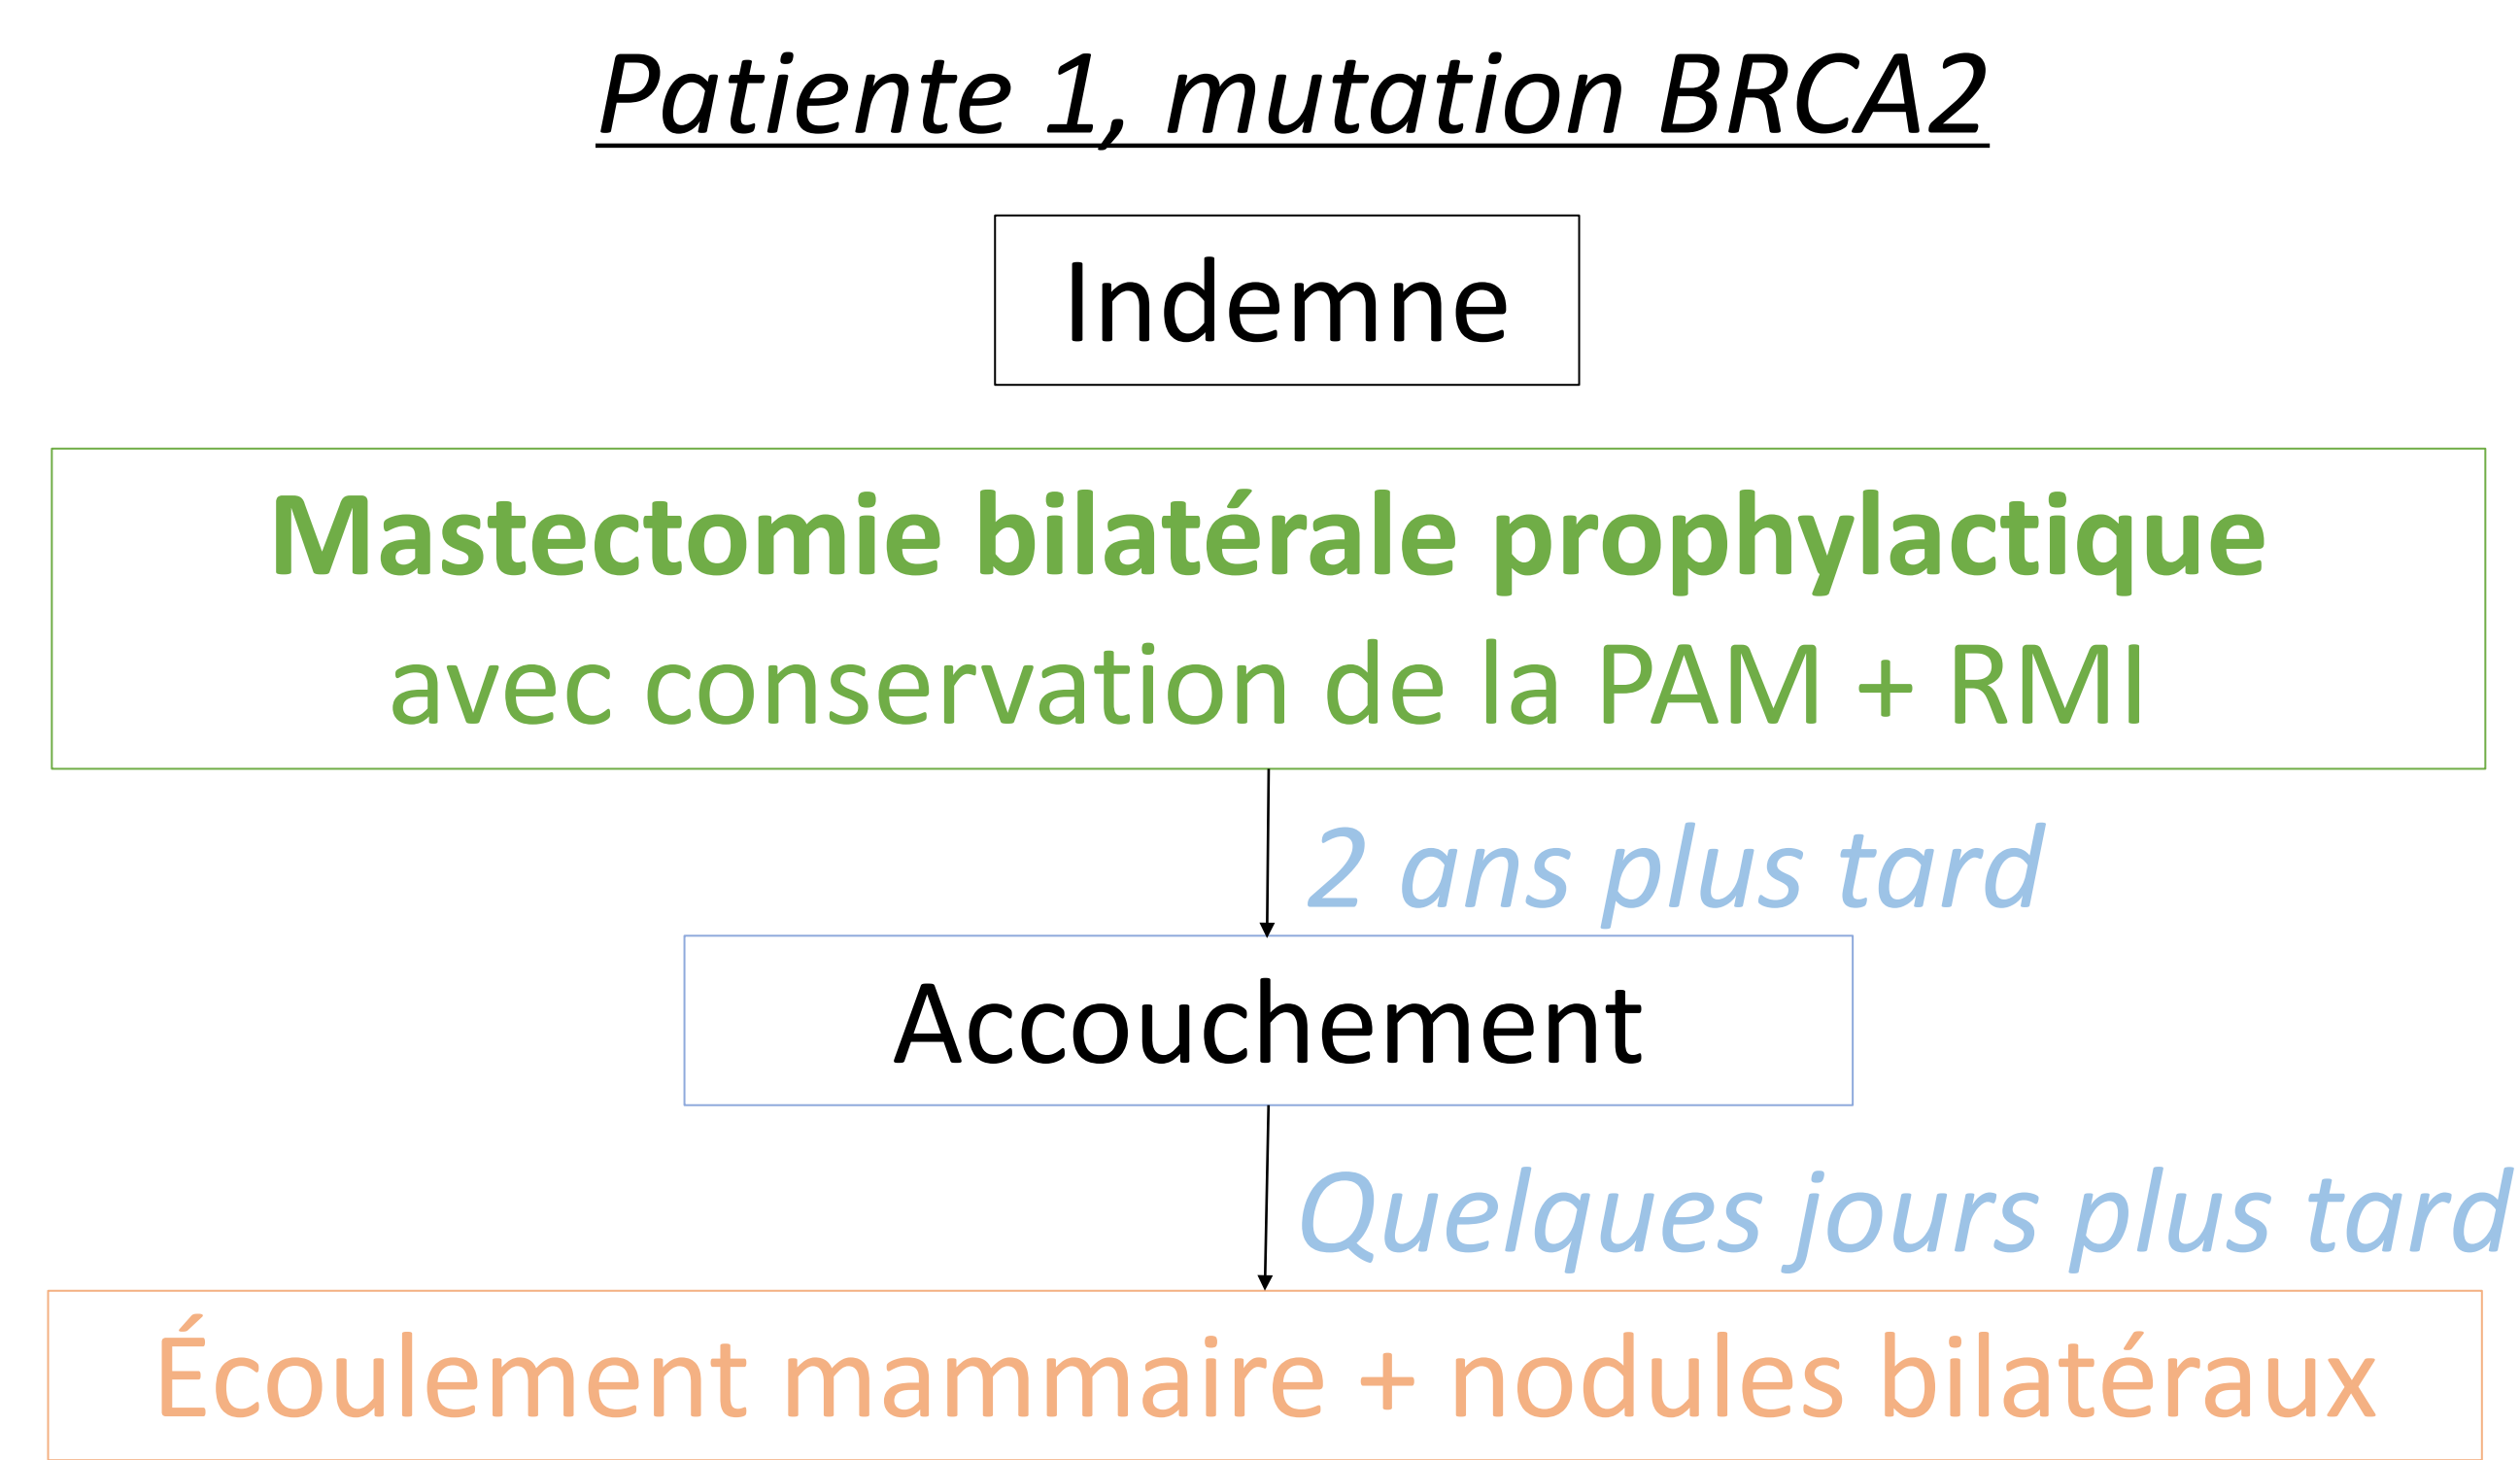 Patiente 1, mutation BRCA2
Indemne
Mastectomie bilatérale prophylactique
avec conservation de la PAM + RMI
2 ans plus tard
Accouchement
Quelques jours plus tard
Écoulement mammaire + nodules bilatéraux